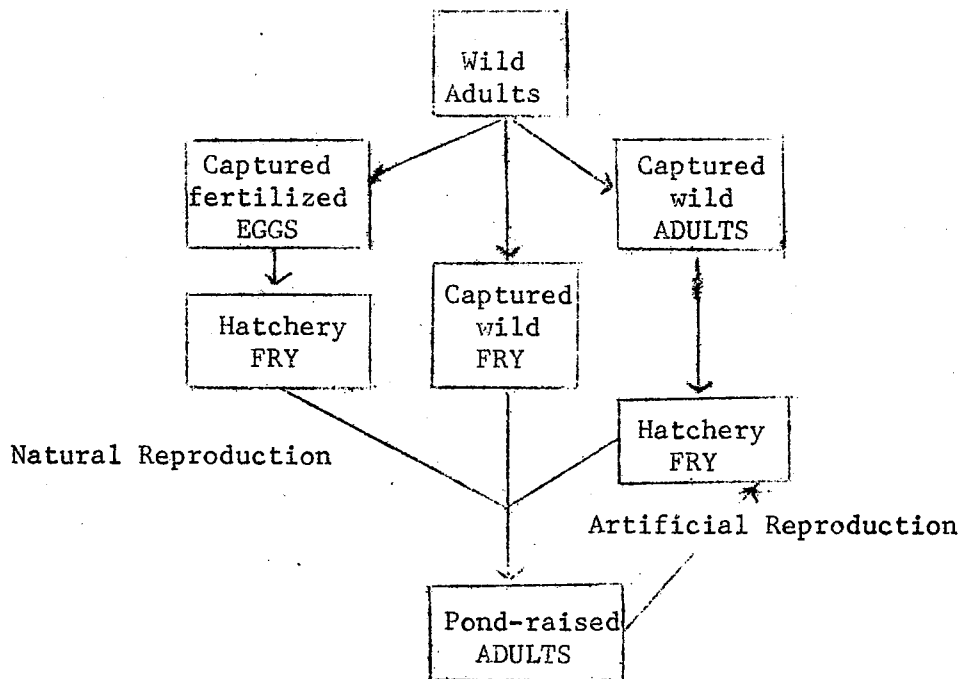 Wild
Adults
Captured
fertilized
EGGS
Captured
wild
ADULTS
Hatchery
FRY
Captured
wild
FRY
Hatchery
FRY
Natural Reproduction
Artificial Reproduction
Pond-raised
ADULTS